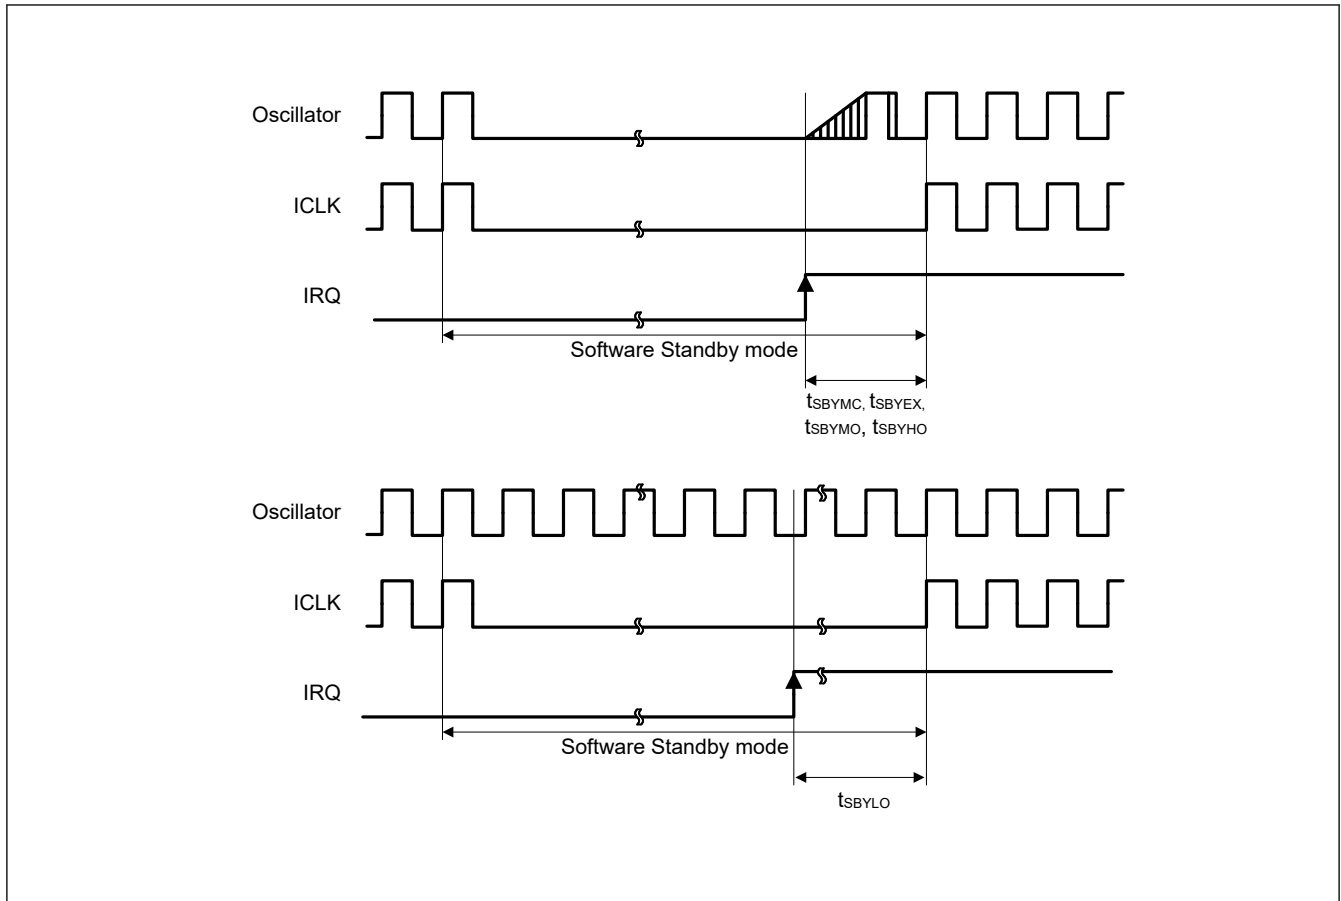 Oscillator
ICLK
IRQ
Software Standby mode
tSBYMC, tSBYEX,
tSBYMO, tSBYHO
Oscillator
ICLK
IRQ
Software Standby mode
tSBYLO